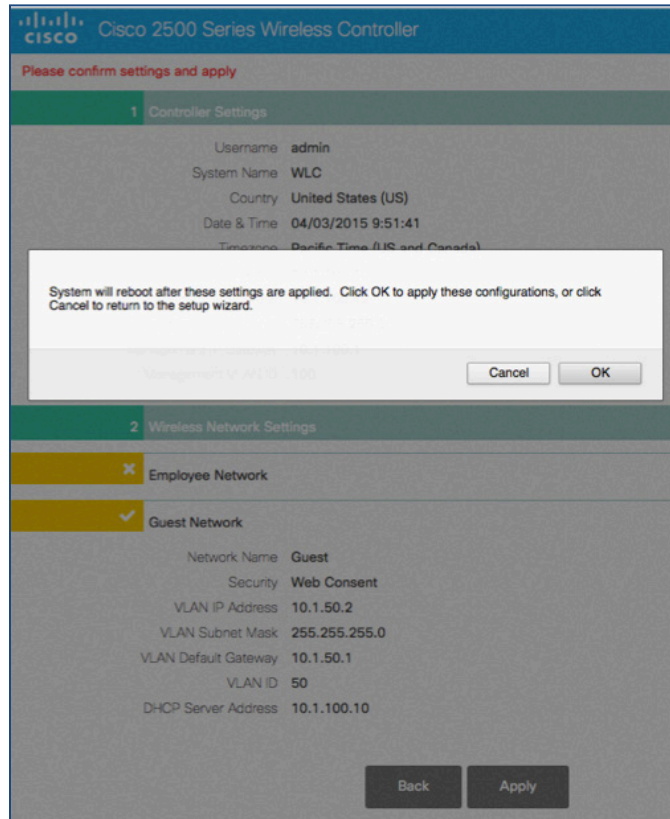 CISCO Cisco 2500 Series Wireless Controller
Please confirm settings and apply
1 Controller Settings
Username admin
System Name WLC
Country United States (US)
Date & Time 04/03/2015 9:51:41
Timezone Pacific Time (US and Canada)
System will reboot after these settings are applied. Click OK to apply these configurations, or click
Cancel to return to the setup wizard.
Management VLAN ID 100
Cancel OK
2 Wireless Network Settings
Employee Network
Guest Network
Network Name Guest
Security Web Consent
VLAN IP Address 10.1.50.2
VLAN Subnet Mask 255.255.255.0
VLAN Default Gateway 10.1.50.1
VLAN ID 50
DHCP Server Address 10.1.100.10
Back Apply